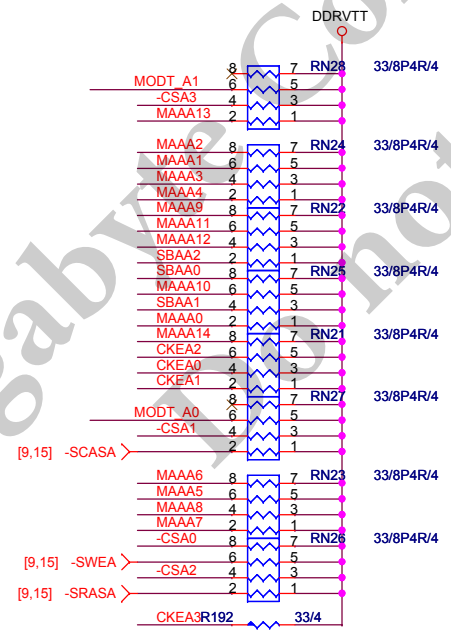 DDRVTT
8 7 RN28 33/8P4R/4
MODT_A1 6 5
-CSA3 4 3
MAAA13 2 1
MAAA2 8 7 RN24 33/8P4R/4
MAAA1 6 5
MAAA3 4 3
MAAA4 2 1
MAAA9 8 7 RN22 33/8P4R/4
MAAA11 6 5
MAAA12 4 3
SBAA2 2 1
SBAA0 8 7 RN25 33/8P4R/4
MAAA10 6 5
SBAA1 4 3
MAAA0 2 1
MAAA14 8 7 RN21 33/8P4R/4
CKEA2 6 5
CKEA0 4 3
CKEA1 2 1
8 7 RN27 33/8P4R/4
MODT_A0 6 5
-CSA1 4 3
[9,15] -SCASA 2 1
MAAA6 8 7 RN23 33/8P4R/4
MAAA5 6 5
MAAA8 4 3
MAAA7 2 1
-CSA0 8 7 RN26 33/8P4R/4
[9,15] -SWEA 6 5
-CSA2 4 3
[9,15] -SRASA 2 1
CKEA3 R192 33/4
gabyte Co
Do not